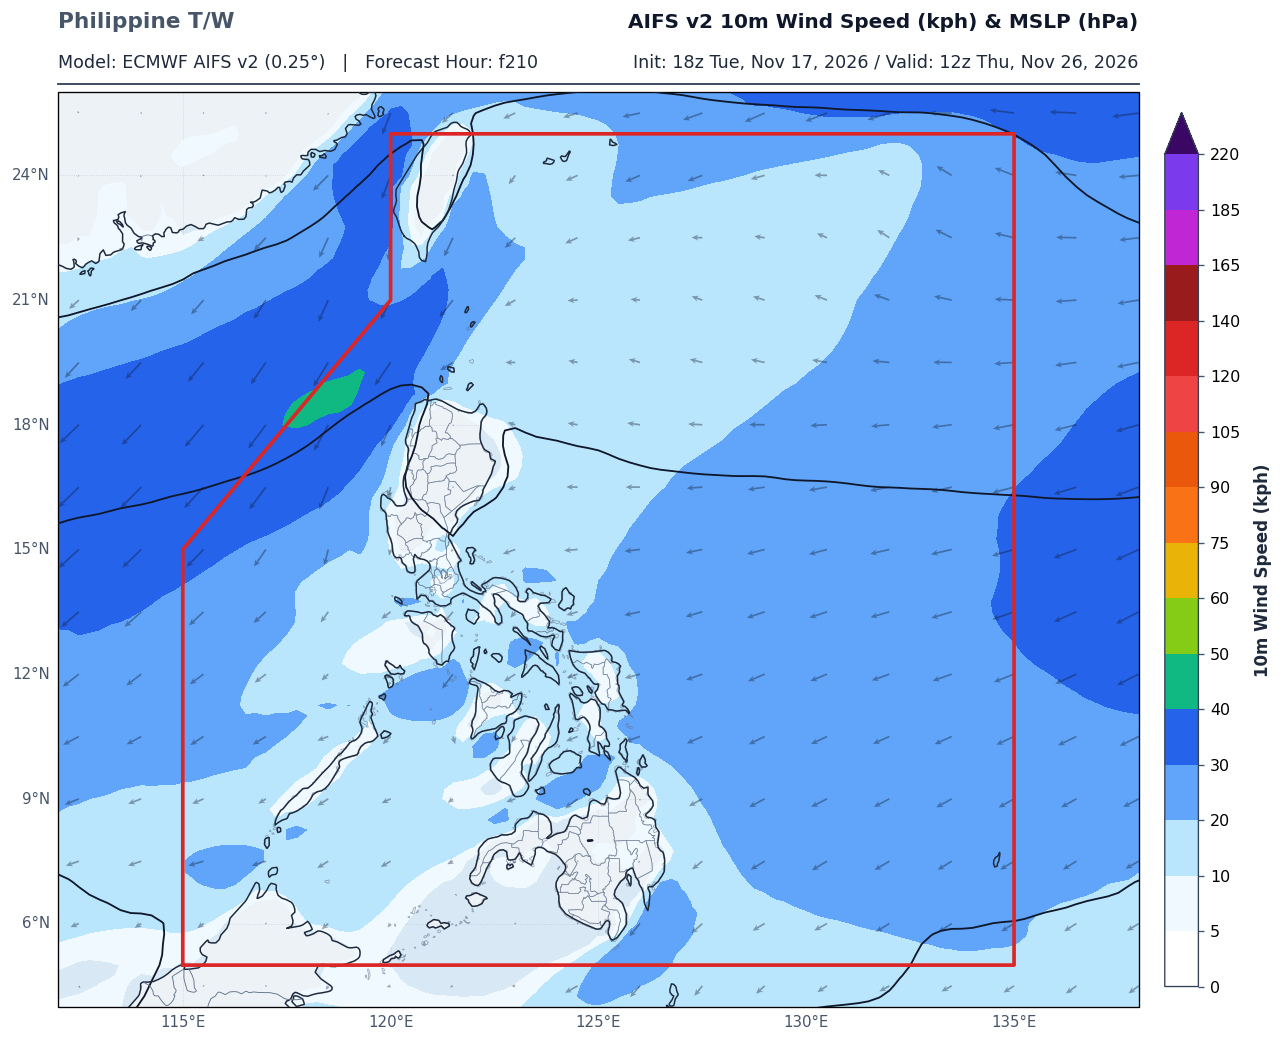 Philippine T/W
AIFS v2 10m Wind Speed (kph) & MSLP (hPa)
Model: ECMWF AIFS v2 (0.25°) | Forecast Hour: f210
Init: 18z Tue, Nov 17, 2026 / Valid: 12z Thu, Nov 26, 2026
24°N
21°N
18°N
15°N
12°N
9°N
6°N
115°E
120°E
125°E
130°E
135°E
220
185
165
140
120
105
90
75
60
50
40
30
20
10
5
0
10m Wind Speed (kph)